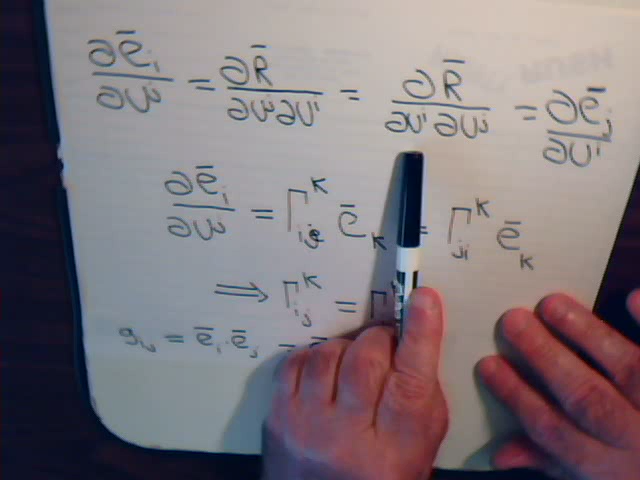 ∂ē_i/∂u^j = ∂R̄/∂u^j∂u^i = ∂R̄/∂u^i∂u^j = ∂ē_j/∂u^i
∂ē_i/∂u^j = Γ^k_ij ē_k = Γ^k_ji ē_k
⇒ Γ^k_ij = Γ
g_ij = ē_i ē_j =